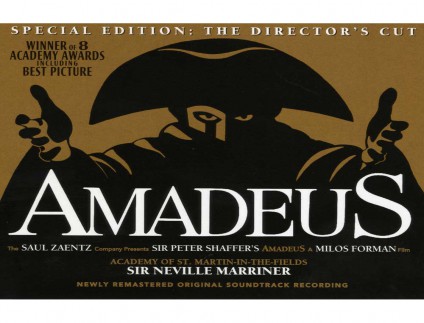 SPECIAL EDITION: THE DIRECTOR'S CUT
WINNER OF 8
ACADEMY AWARDS
INCLUDING
BEST PICTURE
AMADEUS
The SAUL ZAENTZ Company Presents SIR PETER SHAFFER'S AMADEUS A MILOS FORMAN Film
ACADEMY OF ST. MARTIN-IN-THE-FIELDS
SIR NEVILLE MARRINER
NEWLY REMASTERED ORIGINAL SOUNDTRACK RECORDING